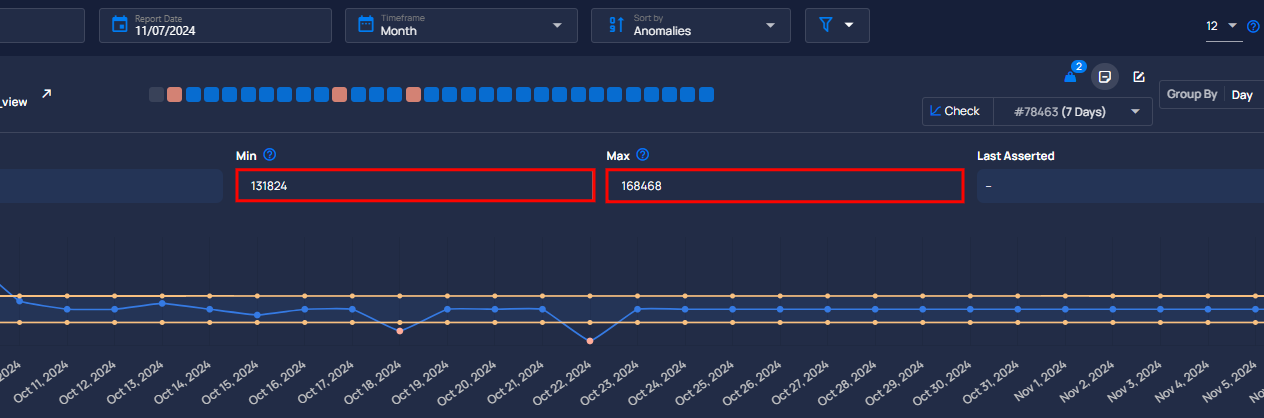 Report Date
11/07/2024
Timeframe
Month
Sort by
Anomalies
12
_view
2
Check
#78463 (7 Days)
Group By
Day
Min
Max
Last Asserted
131824
168468
–
2024
Oct 11, 2024
Oct 12, 2024
Oct 13, 2024
Oct 14, 2024
Oct 15, 2024
Oct 16, 2024
Oct 17, 2024
Oct 18, 2024
Oct 19, 2024
Oct 20, 2024
Oct 21, 2024
Oct 22, 2024
Oct 23, 2024
Oct 24, 2024
Oct 25, 2024
Oct 26, 2024
Oct 27, 2024
Oct 28, 2024
Oct 29, 2024
Oct 30, 2024
Oct 31, 2024
Nov 1, 2024
Nov 2, 2024
Nov 3, 2024
Nov 4, 2024
Nov 5, 2024